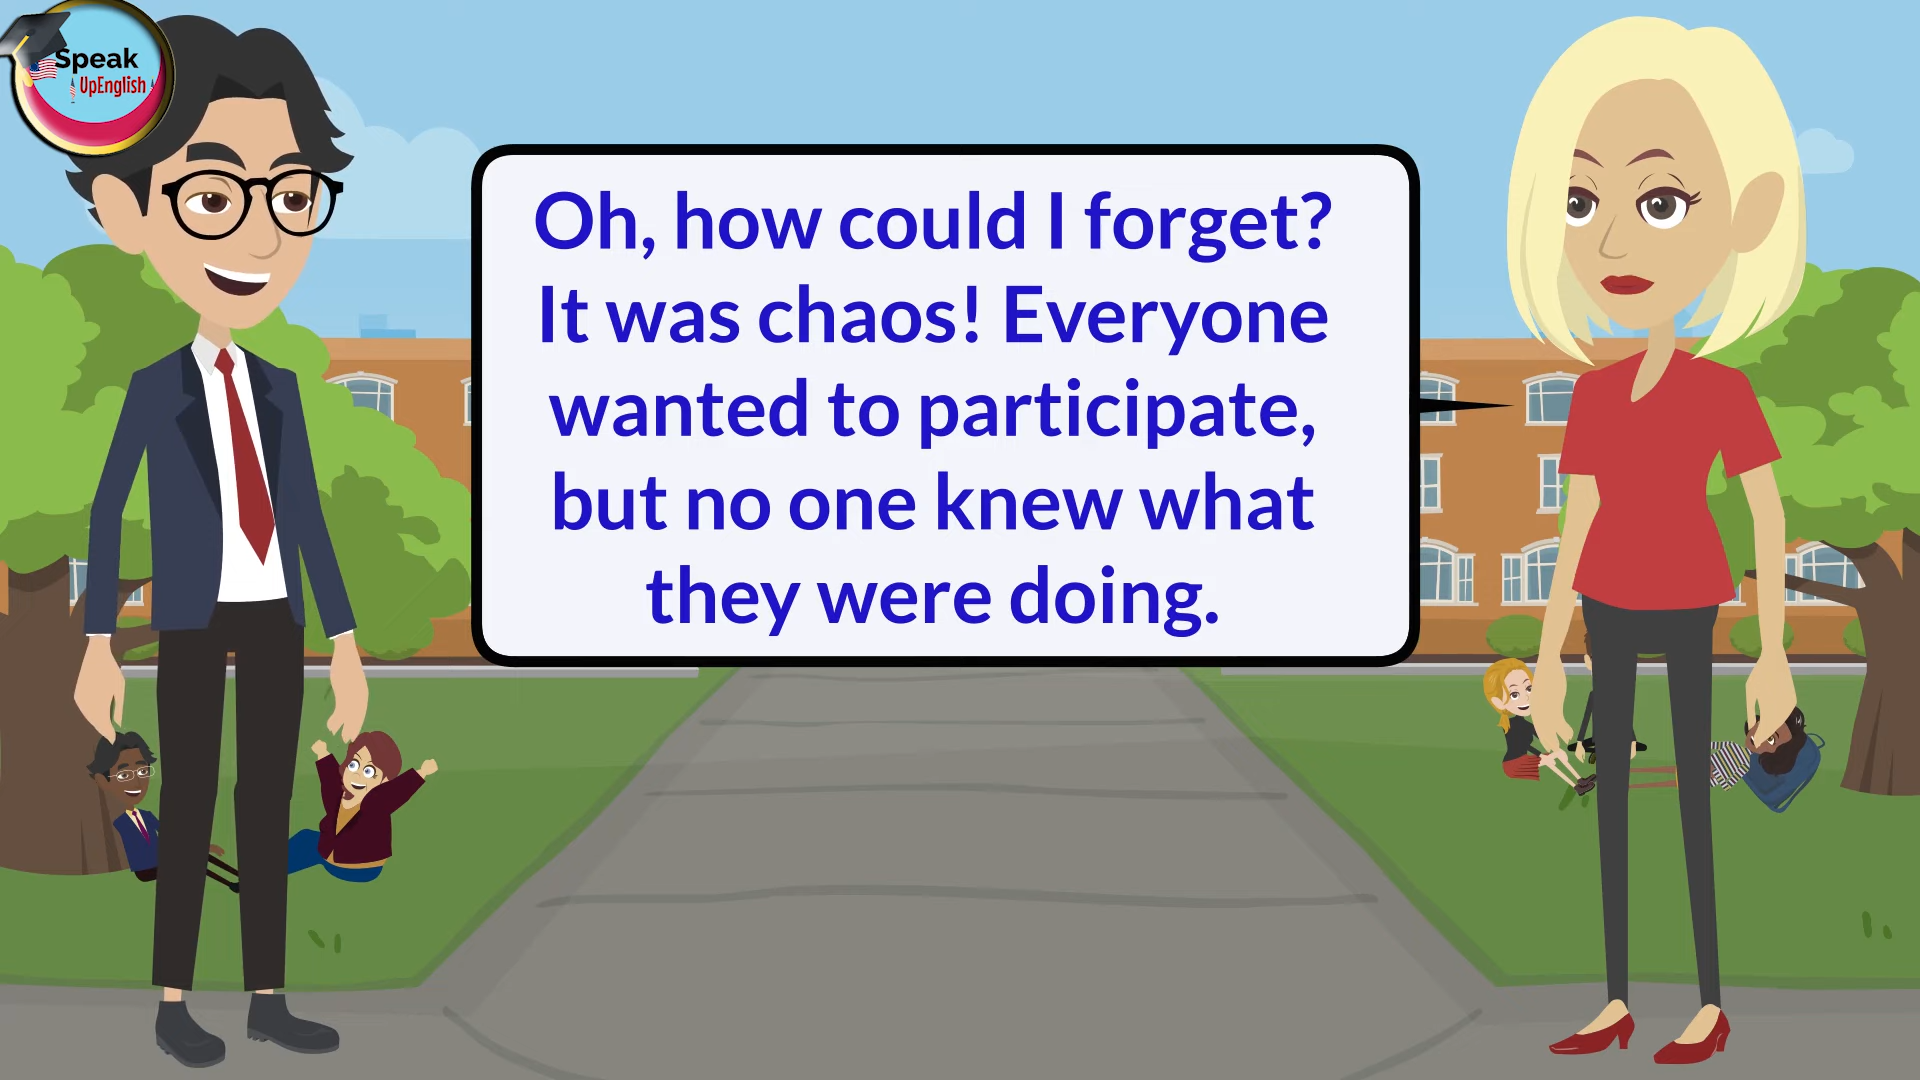 Speak
UpEnglish
Oh, how could I forget?
It was chaos! Everyone
wanted to participate,
but no one knew what
they were doing.